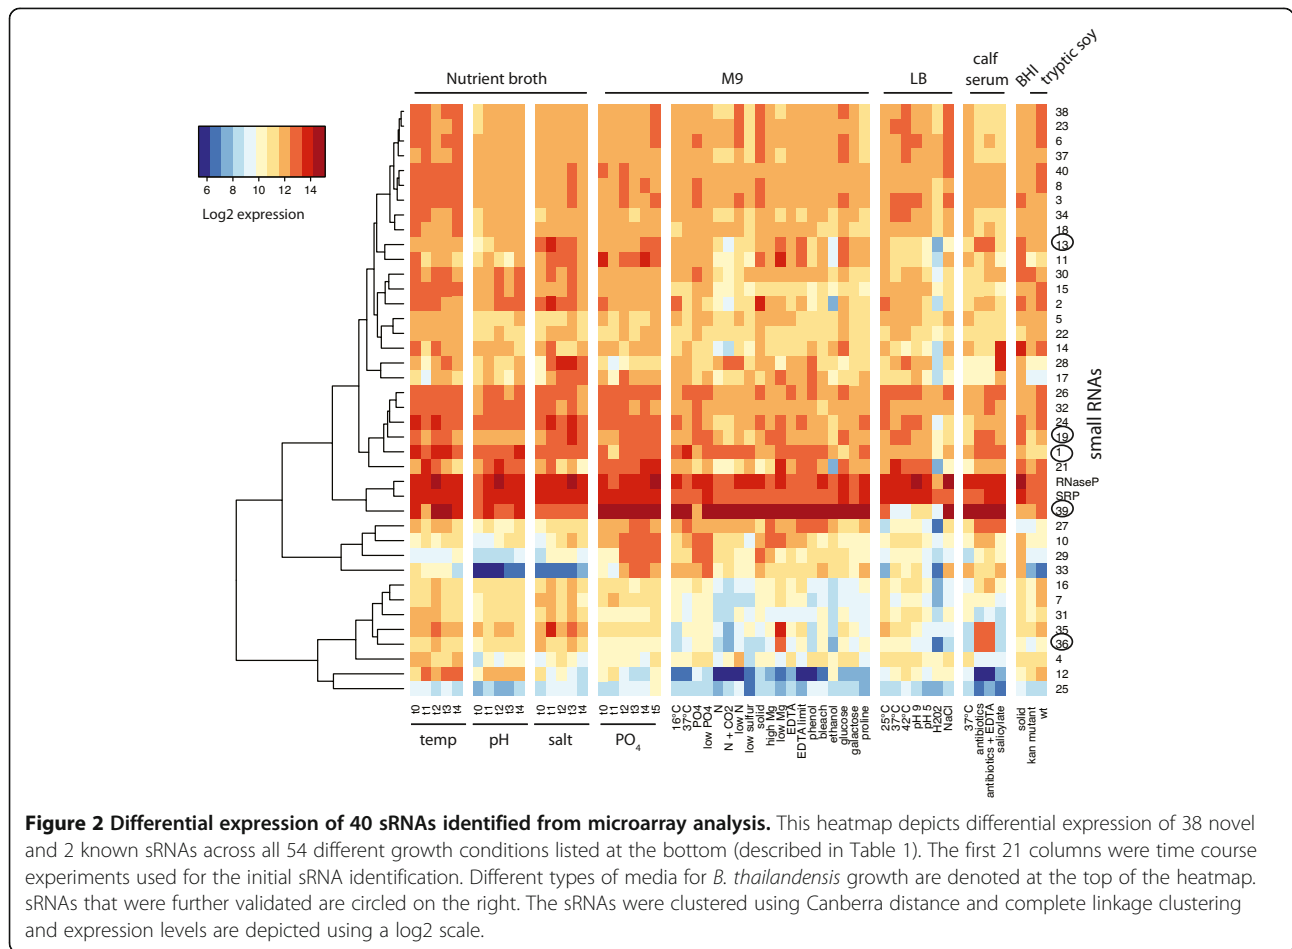 Nutrient broth
M9
LB
calf
serum
BHI
tryptic soy
6 8 10 12 14
Log2 expression
38
23
6
37
40
8
3
34
18
13
11
30
15
2
5
22
14
28
17
26
32
24
19
1
21
RNaseP
SRP
39
27
10
29
33
16
7
31
35
36
4
12
25
small RNAs
t0 t1 t2 t3 t4
temp
t0 t1 t2 t3 t4
pH
t0 t1 t2 t3 t4
salt
t0 t1 t2 t3 t4 t5
PO4
16°C
37°C
PO4
low PO4
N
N + CO2
low N
low sulfur
solid
high Mg
low Mg
EDTA
EDTA limit
phenol
bleach
ethanol
glucose
galactose
proline
25°C
37°C
42°C
pH 9
pH 5
H202
NaCl
37°C
antibiotics
antibiotics + EDTA
salicylate
solid
kan mutant
wt
Figure 2 Differential expression of 40 sRNAs identified from microarray analysis. This heatmap depicts differential expression of 38 novel
and 2 known sRNAs across all 54 different growth conditions listed at the bottom (described in Table 1). The first 21 columns were time course
experiments used for the initial sRNA identification. Different types of media for B. thailandensis growth are denoted at the top of the heatmap.
sRNAs that were further validated are circled on the right. The sRNAs were clustered using Canberra distance and complete linkage clustering
and expression levels are depicted using a log2 scale.